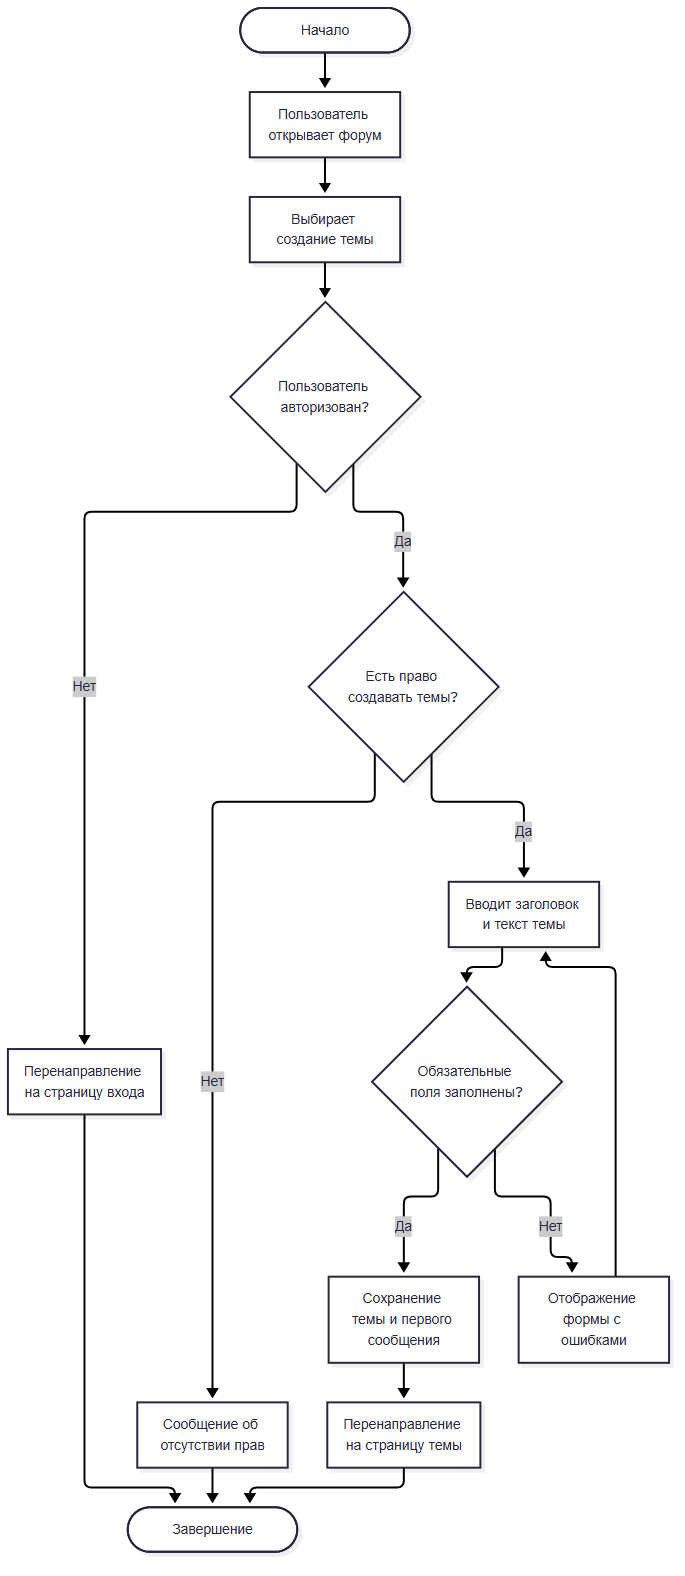 Начало
Пользователь
открывает форум
Выбирает
создание темы
Пользователь
авторизован?
Да
Есть право
создавать темы?
Нет
Да
Вводит заголовок
и текст темы
Перенаправление
на страницу входа
Нет
Обязательные
поля заполнены?
Да
Нет
Сохранение
темы и первого
сообщения
Отображение
формы с
ошибками
Сообщение об
отсутствии прав
Перенаправление
на страницу темы
Завершение